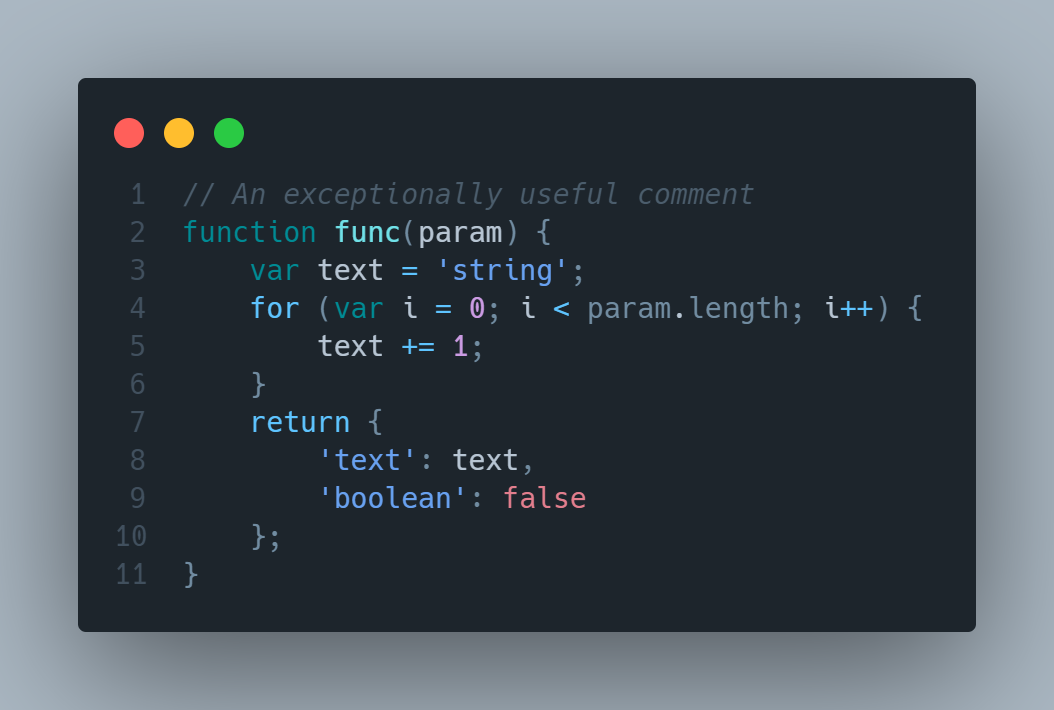 1 // An exceptionally useful comment
2 function func(param) {
3     var text = 'string';
4     for (var i = 0; i < param.length; i++) {
5         text += 1;
6     }
7     return {
8         'text': text,
9         'boolean': false
10     };
11 }